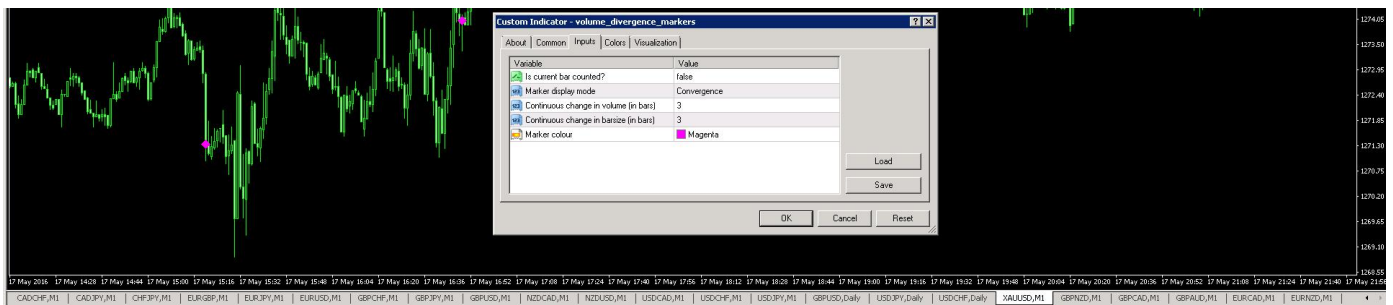 Custom Indicator - volume_divergence_markers
About Common Inputs Colors Visualization
Variable Value
Is current bar counted? false
Marker display mode Convergence
Continuous change in volume (in bars) 3
Continuous change in barsize (in bars) 3
Marker colour Magenta
Load
Save
OK Cancel Reset
1274.05
1273.50
1272.95
1272.40
1271.85
1271.30
1270.75
1270.20
1269.65
1269.10
1268.55
17 May 2016 17 May 14:28 17 May 14:44 17 May 15:00 17 May 15:16 17 May 15:32 17 May 15:48 17 May 16:04 17 May 16:20 17 May 16:36 17 May 16:52 17 May 17:08 17 May 17:24 17 May 17:40 17 May 17:56 17 May 18:12 17 May 18:28 17 May 18:44 17 May 19:00 17 May 19:16 17 May 19:32 17 May 19:48 17 May 20:04 17 May 20:20 17 May 20:36 17 May 20:52 17 May 21:08 17 May 21:24 17 May 21:40 17 May 21:56
CADCHF,M1 CADJPY,M1 CHFJPY,M1 EURGBP,M1 EURJPY,M1 EURUSD,M1 GBPCHF,M1 GBPJPY,M1 GBPUSD,M1 NZDCAD,M1 NZDUSD,M1 USDCAD,M1 USDCHF,M1 USDJPY,M1 GBPUSD,Daily USDJPY,Daily USDCHF,Daily XAUUSD,M1 GBPNZD,M1 GBPCAD,M1 GBPAUD,M1 EURCAD,M1 EURNZD,M1